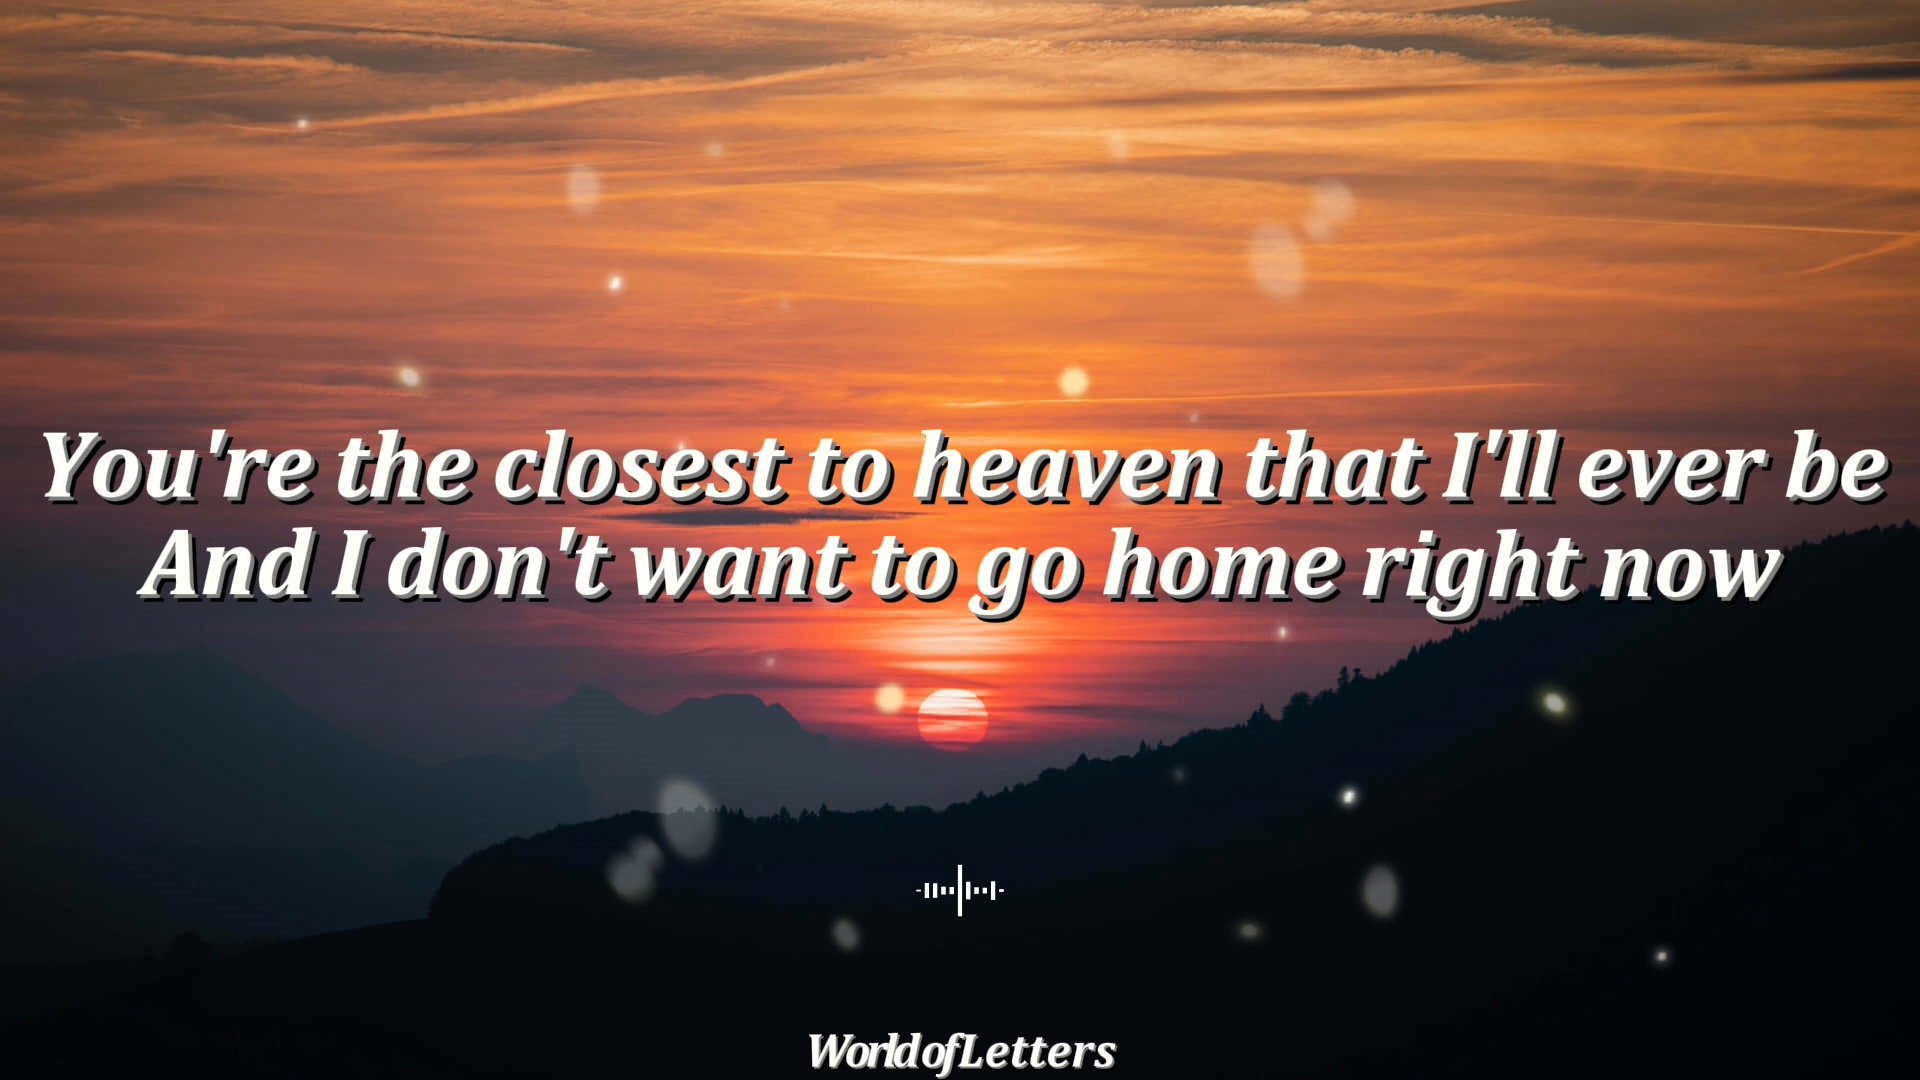 You're the closest to heaven that I'll ever be
And I don't want to go home right now
WorldofLetters